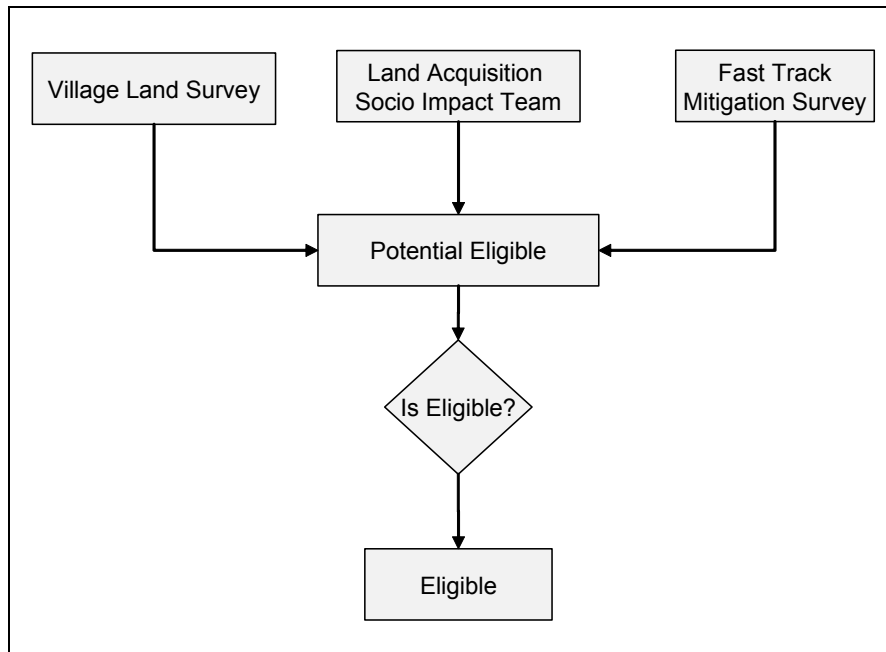 Village Land Survey
Land Acquisition
Socio Impact Team
Fast Track
Mitigation Survey
Potential Eligible
Is Eligible?
Eligible